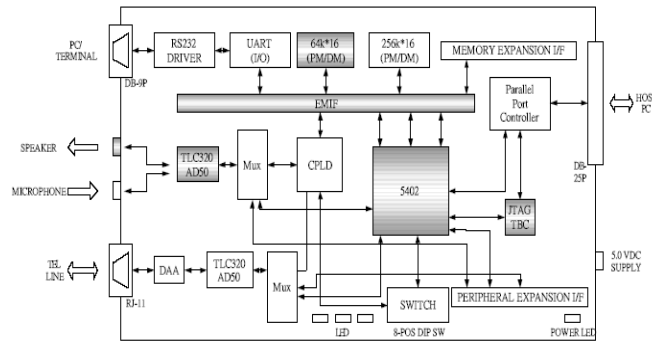 PC/
TERMINAL
DB-9P
RS232
DRIVER
UART
(I/O)
64k*16
(PM/DM)
256k*16
(PM/DM)
MEMORY EXPANSION I/F
EMIF
Parallel
Port
Controller
HOST
PC
DB-
25P
SPEAKER
MICROPHONE
TLC320
AD50
Mux
CPLD
5402
JTAG
TBC
TEL
LINE
RJ-11
DAA
TLC320
AD50
Mux
SWITCH
PERIPHERAL EXPANSION I/F
5.0 VDC
SUPPLY
LED
8-POS DIP SW
POWER LED